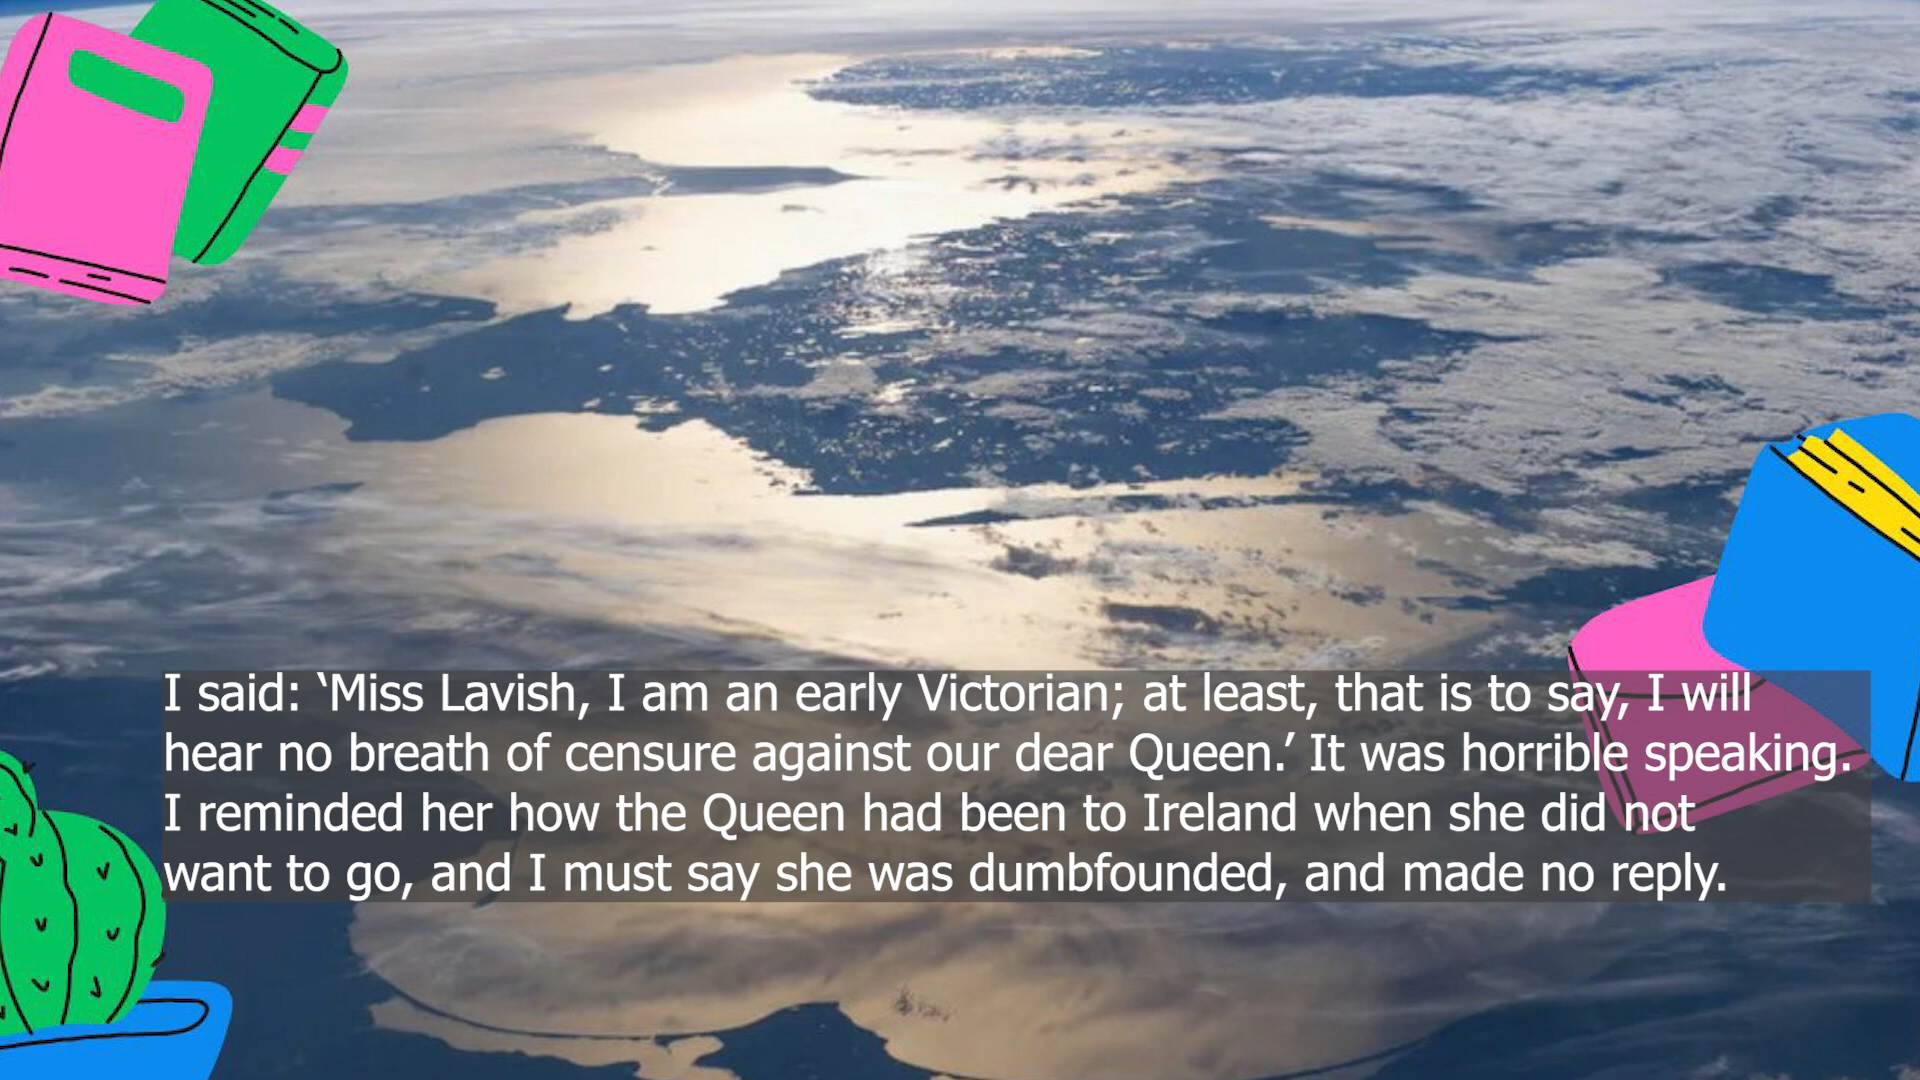 I said: ‘Miss Lavish, I am an early Victorian; at least, that is to say, I will
hear no breath of censure against our dear Queen.’ It was horrible speaking.
I reminded her how the Queen had been to Ireland when she did not
want to go, and I must say she was dumbfounded, and made no reply.